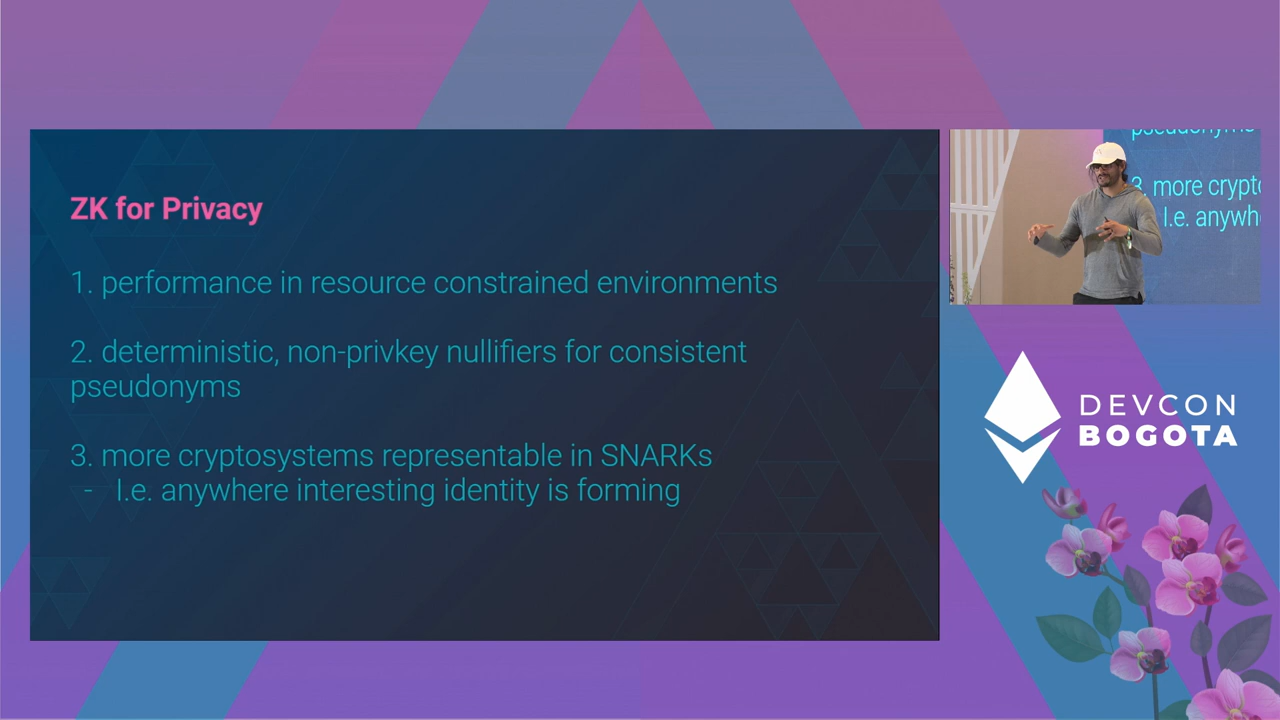 ZK for Privacy
1. performance in resource constrained environments
2. deterministic, non-privkey nullifiers for consistent
pseudonyms
3. more cryptosystems representable in SNARKs
- I.e. anywhere interesting identity is forming
pseudonyms
3. more crypto
I.e. anywh
DEVCON
BOGOTA